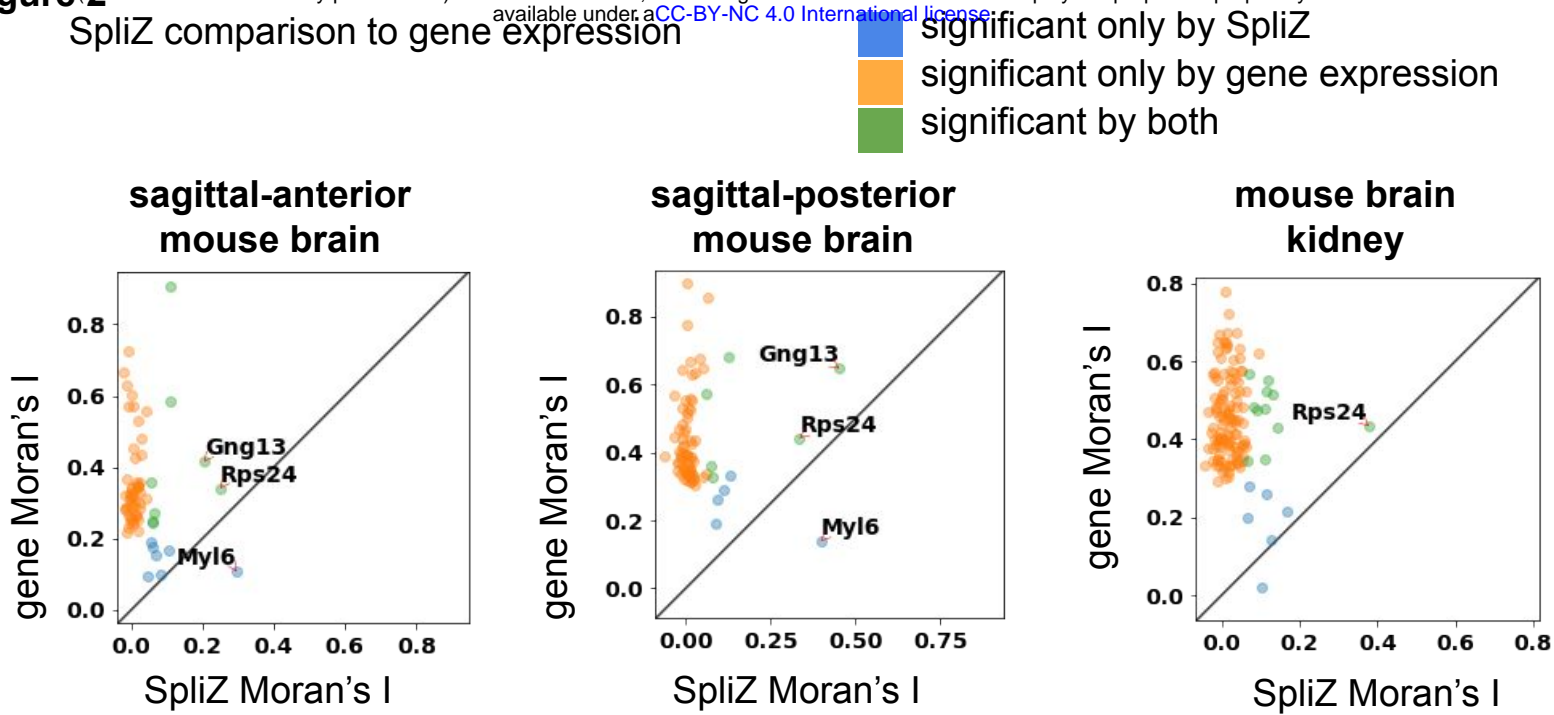 available under aCC-BY-NC 4.0 International license
SpliZ comparison to gene expression
significant only by SpliZ
significant only by gene expression
significant by both
sagittal-anterior
mouse brain
sagittal-posterior
mouse brain
mouse brain
kidney
gene Moran's I
0.8
0.6
0.4
0.2
0.0
Gng13
Rps24
Myl6
0.0 0.2 0.4 0.6 0.8
SpliZ Moran's I
gene Moran's I
0.8
0.6
0.4
0.2
0.0
Gng13
Rps24
Myl6
0.00 0.25 0.50 0.75
SpliZ Moran's I
gene Moran's I
0.8
0.6
0.4
0.2
0.0
Rps24
0.0 0.2 0.4 0.6 0.8
SpliZ Moran's I